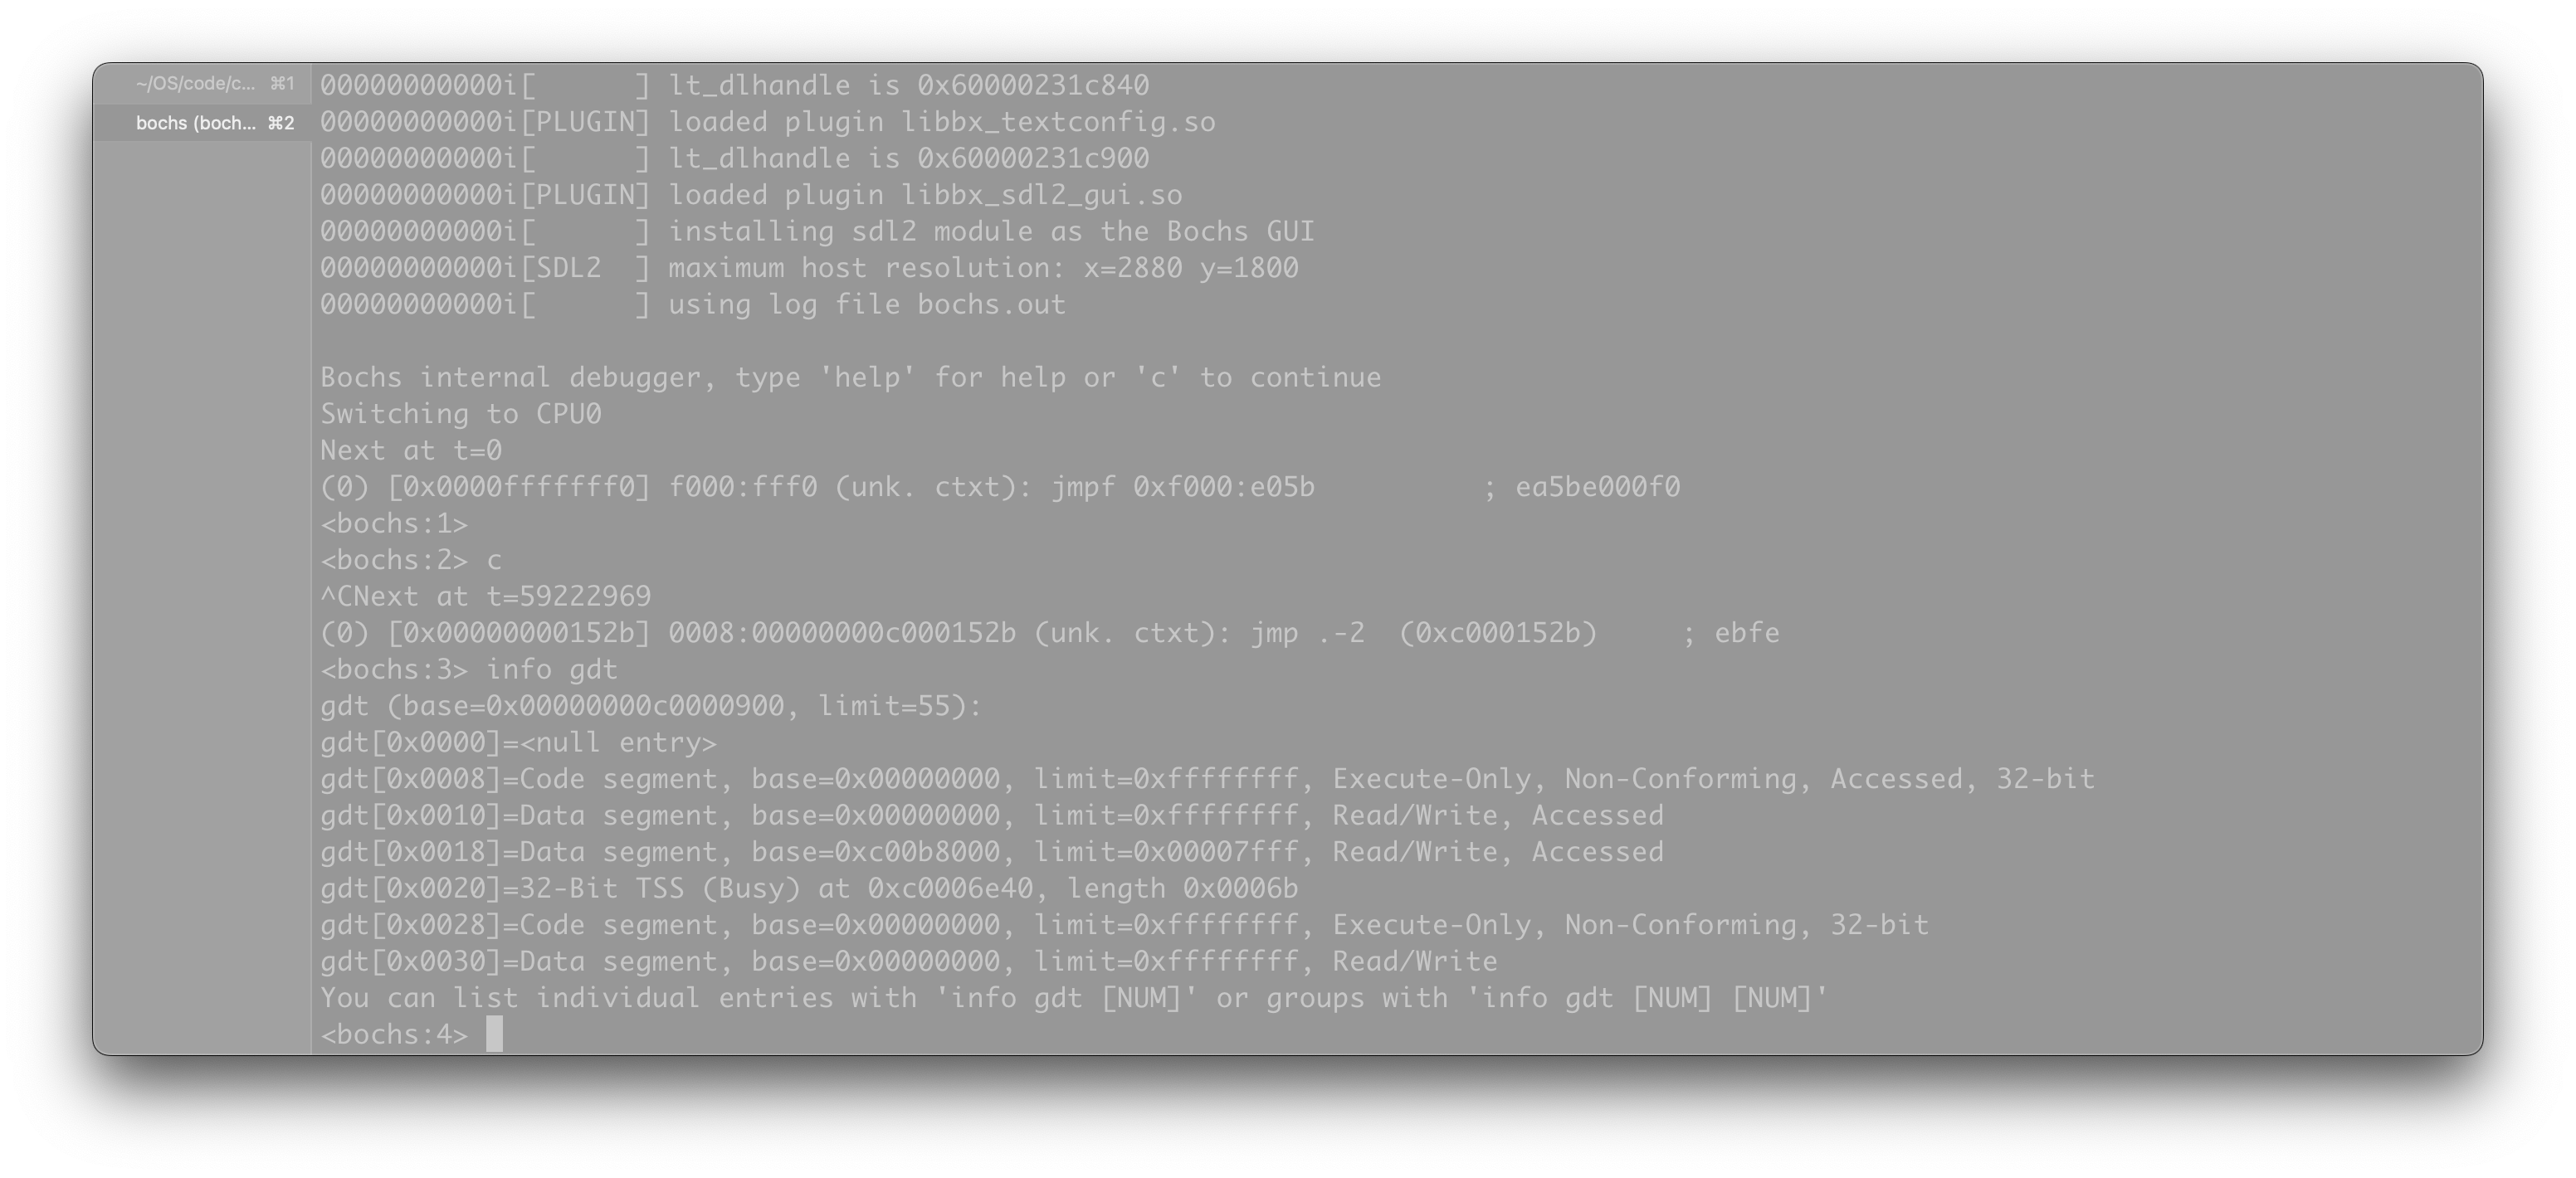 ~/OS/code/c... ⌘1
bochs (boch... ⌘2
00000000000i[      ] lt_dlhandle is 0x60000231c840
00000000000i[PLUGIN] loaded plugin libbx_textconfig.so
00000000000i[      ] lt_dlhandle is 0x60000231c900
00000000000i[PLUGIN] loaded plugin libbx_sdl2_gui.so
00000000000i[      ] installing sdl2 module as the Bochs GUI
00000000000i[SDL2  ] maximum host resolution: x=2880 y=1800
00000000000i[      ] using log file bochs.out
Bochs internal debugger, type 'help' for help or 'c' to continue
Switching to CPU0
Next at t=0
(0) [0x0000fffffff0] f000:fff0 (unk. ctxt): jmpf 0xf000:e05b          ; ea5be000f0
<bochs:1>
<bochs:2> c
^CNext at t=59222969
(0) [0x00000000152b] 0008:00000000c000152b (unk. ctxt): jmp .-2  (0xc000152b)     ; ebfe
<bochs:3> info gdt
gdt (base=0x00000000c0000900, limit=55):
gdt[0x0000]=<null entry>
gdt[0x0008]=Code segment, base=0x00000000, limit=0xffffffff, Execute-Only, Non-Conforming, Accessed, 32-bit
gdt[0x0010]=Data segment, base=0x00000000, limit=0xffffffff, Read/Write, Accessed
gdt[0x0018]=Data segment, base=0xc00b8000, limit=0x00007fff, Read/Write, Accessed
gdt[0x0020]=32-Bit TSS (Busy) at 0xc0006e40, length 0x0006b
gdt[0x0028]=Code segment, base=0x00000000, limit=0xffffffff, Execute-Only, Non-Conforming, 32-bit
gdt[0x0030]=Data segment, base=0x00000000, limit=0xffffffff, Read/Write
You can list individual entries with 'info gdt [NUM]' or groups with 'info gdt [NUM] [NUM]'
<bochs:4>